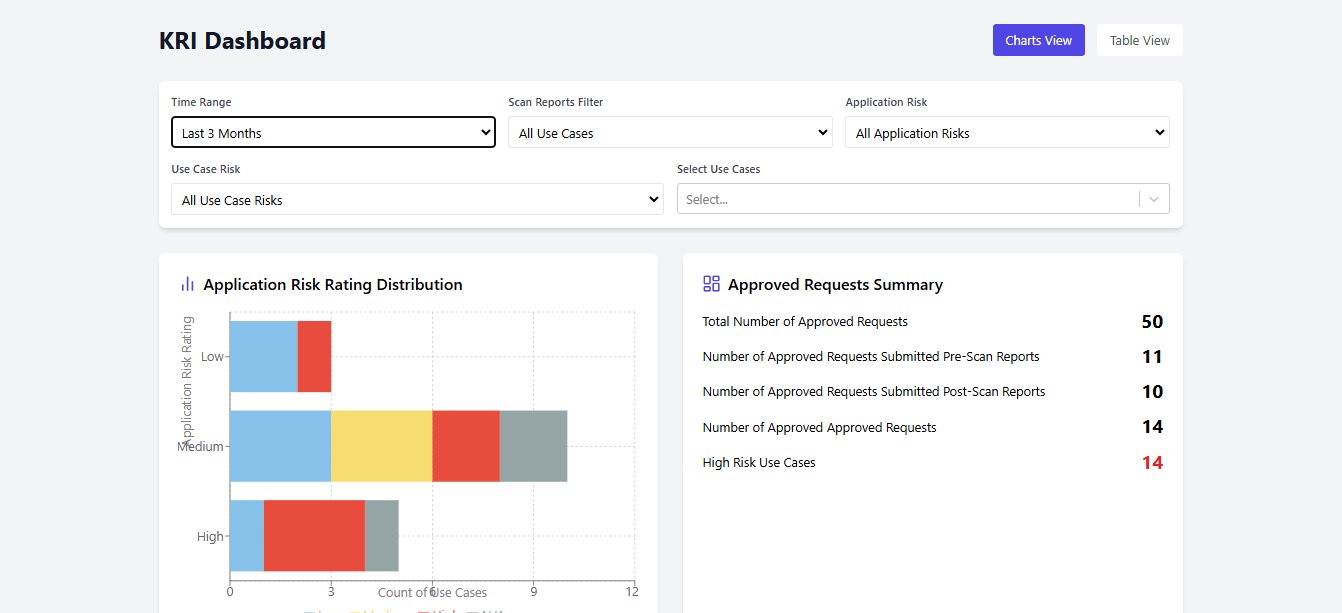 KRI Dashboard
Charts View
Table View
Time Range
Scan Reports Filter
Application Risk
Last 3 Months
All Use Cases
All Application Risks
Use Case Risk
Select Use Cases
All Use Case Risks
Select...
Application Risk Rating Distribution
Application Risk Rating
Low
Medium
High
0
3
6
9
12
Count of Use Cases
Approved Requests Summary
Total Number of Approved Requests 50
Number of Approved Requests Submitted Pre-Scan Reports 11
Number of Approved Requests Submitted Post-Scan Reports 10
Number of Approved Approved Requests 14
High Risk Use Cases 14